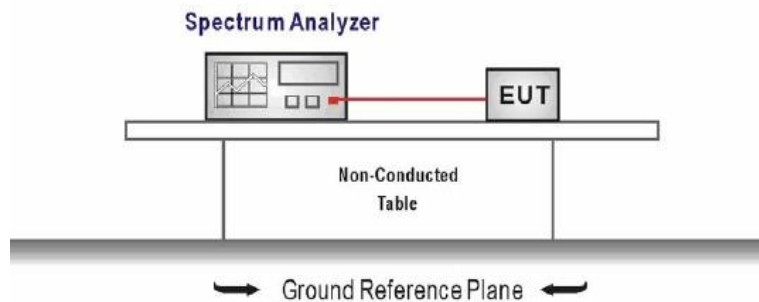 Spectrum Analyzer
EUT
Non-Conducted
Table
Ground Reference Plane